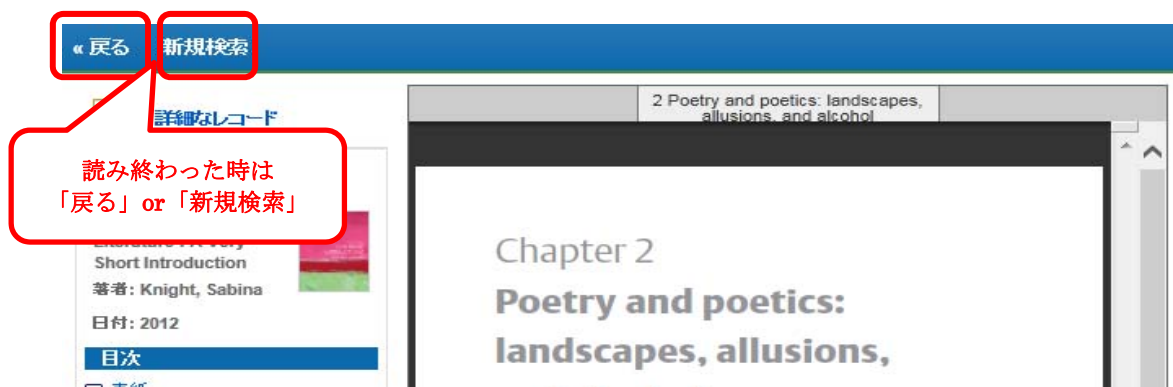 « 戻る 新規検索
詳細なレコード
読み終わった時は
「戻る」or「新規検索」
Short Introduction
著者: Knight, Sabina
日付: 2012
目次
2 Poetry and poetics: landscapes,
allusions, and alcohol
Chapter 2
Poetry and poetics:
landscapes, allusions,